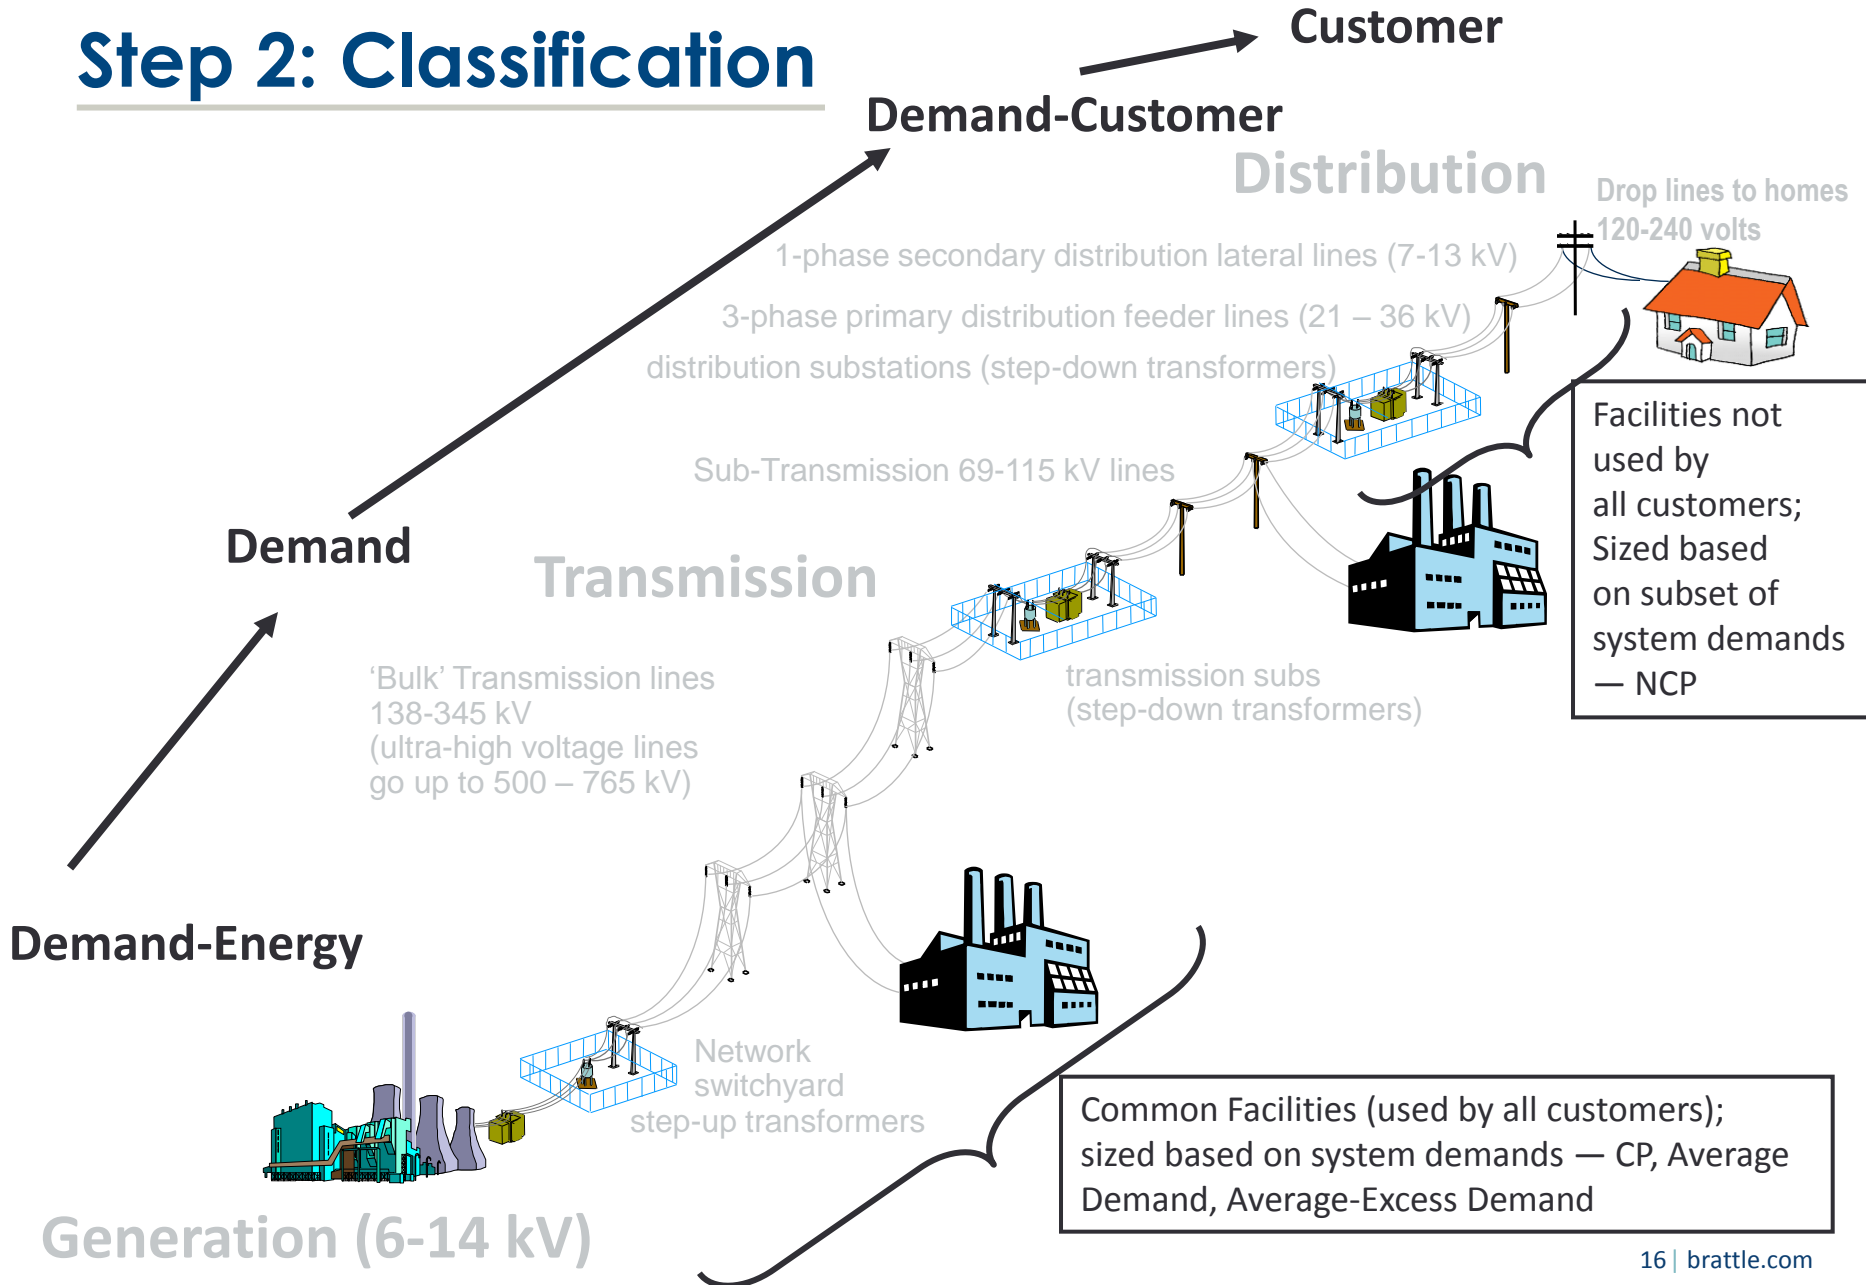 Step 2: Classification
Customer
Demand-Customer
Distribution
Drop lines to homes
120-240 volts
1-phase secondary distribution lateral lines (7-13 kV)
3-phase primary distribution feeder lines (21 – 36 kV)
distribution substations (step-down transformers)
Facilities not
used by
all customers;
Sized based
on subset of
system demands
— NCP
Sub-Transmission 69-115 kV lines
Demand
Transmission
'Bulk' Transmission lines
138-345 kV
(ultra-high voltage lines
go up to 500 – 765 kV)
transmission subs
(step-down transformers)
Demand-Energy
Network
switchyard
step-up transformers
Common Facilities (used by all customers);
sized based on system demands — CP, Average
Demand, Average-Excess Demand
Generation (6-14 kV)
16| brattle.com